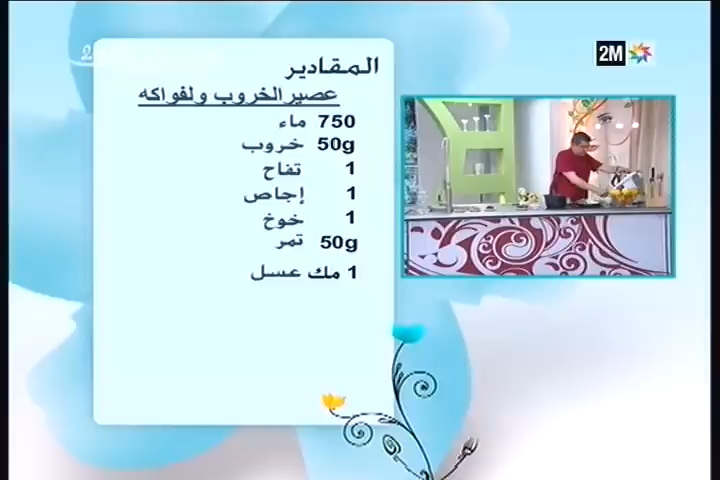 2M
المقادير
عصير الخروب ولفواكه
750 ماء
50g خروب
1 تفاح
1 إجاص
1 خوخ
50g تمر
1 مك عسل